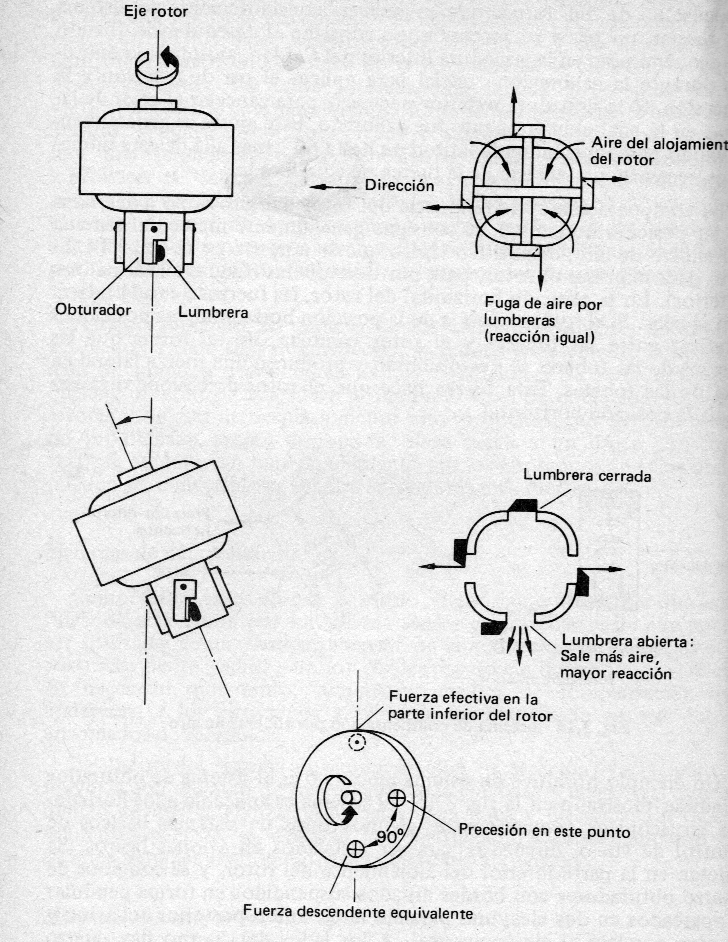 Eje rotor
Aire del alojamient
del rotor
Dirección
Obturador
Lumbrera
Fuga de aire por
lumbreras
(reacción igual)
Lumbrera cerrada
Lumbrera abierta:
Sale más aire,
mayor reacción
Fuerza efectiva en la
parte inferior del rotor
Precesión en este punto
90°
Fuerza descendente equivalente